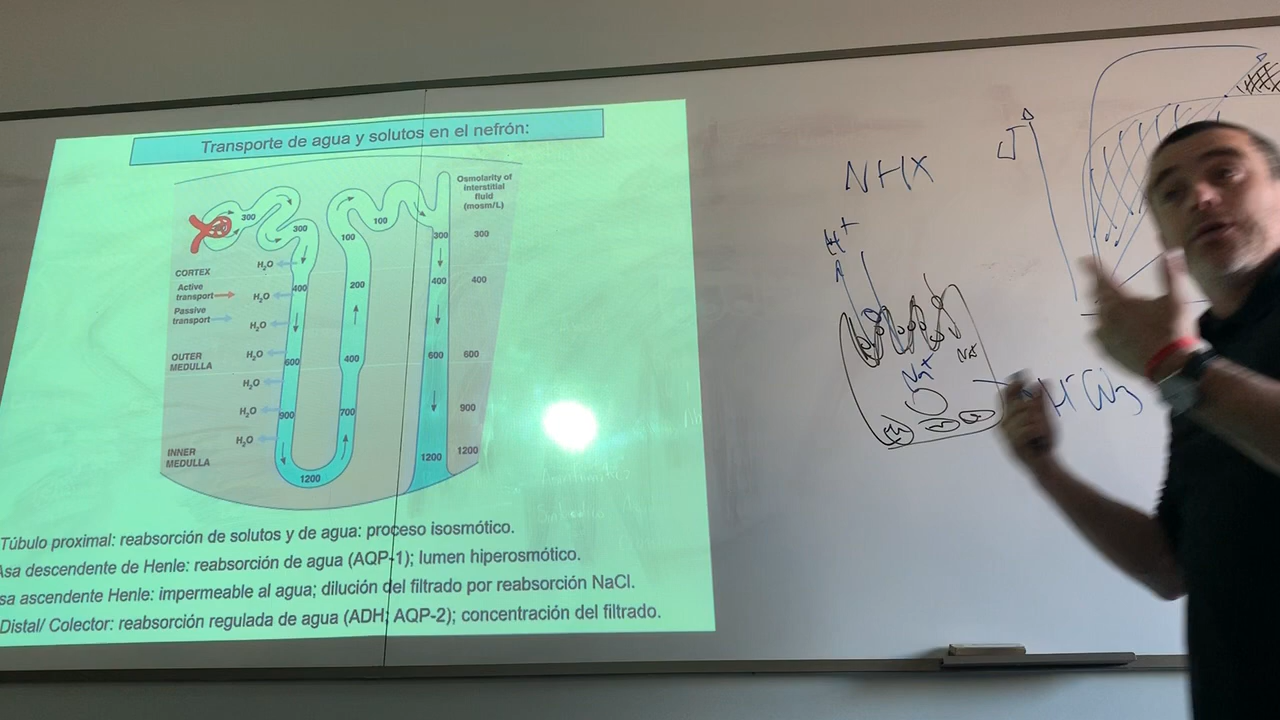 Transporte de agua y solutos en el nefrón:
Osmolarity of
interstitial
fluid
(mosm/L)
300
300
100
100
300
300
H₂O
CORTEX
400
200
400
400
Active
transport
H₂O
Passive
transport
H₂O
OUTER
MEDULLA
H₂O
600
400
600
600
H₂O
H₂O
900
700
900
H₂O
INNER
MEDULLA
1200
1200
1200
Túbulo proximal: reabsorción de solutos y de agua: proceso isosmótico.
Asa descendente de Henle: reabsorción de agua (AQP-1); lumen hiperosmótico.
sa ascendente Henle: impermeable al agua; dilución del filtrado por reabsorción NaCl.
Distal/ Colector: reabsorción regulada de agua (ADH; AQP-2); concentración del filtrado.
NHX
H+
Na+
Na+
J